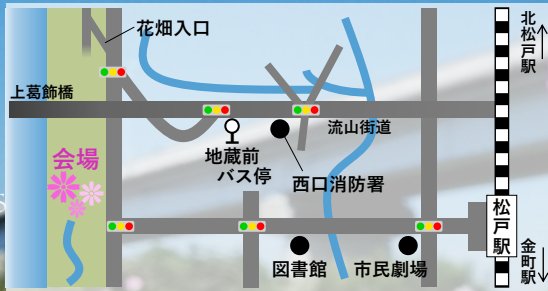 花畑入口
北松戸駅
上葛飾橋
流山街道
会場
地蔵前
バス停
西口消防署
松戸駅
図書館
市民劇場
金町駅